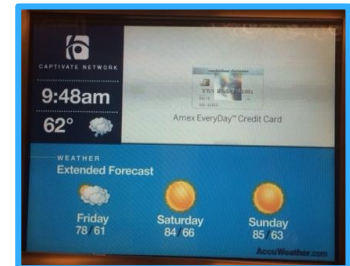 CAPTIVATE NETWORK
9:48am
62°
Amex EveryDay™ Credit Card
WEATHER
Extended Forecast
Friday
78/61
Saturday
84/66
Sunday
85/63
AccuWeather.com